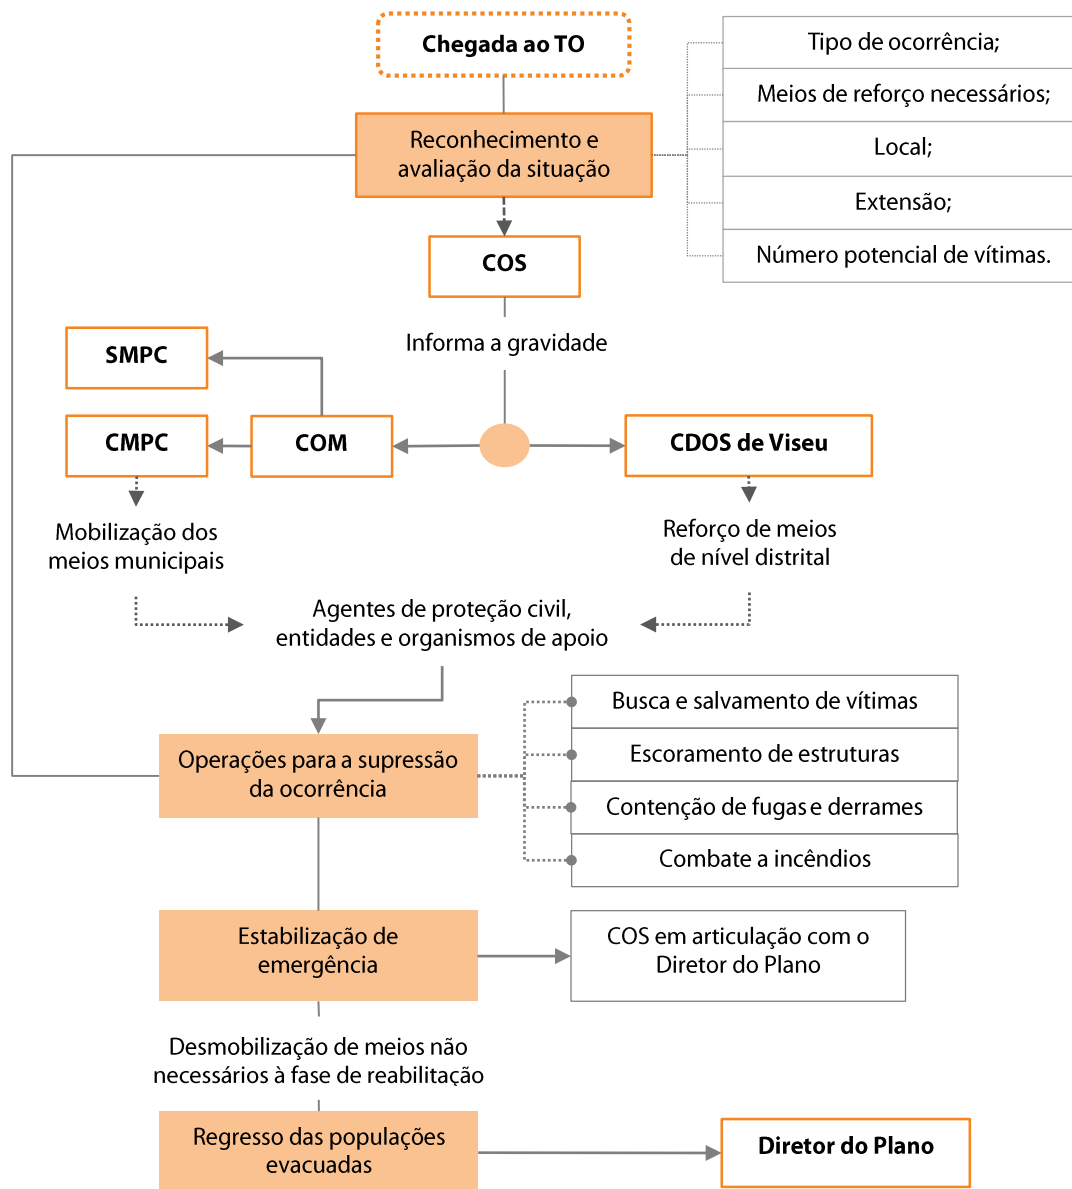 Chegada ao TO
Reconhecimento e
avaliação da situação
Tipo de ocorrência;
Meios de reforço necessários;
Local;
Extensão;
Número potencial de vítimas.
COS
Informa a gravidade
SMPC
CMPC
COM
CDOS de Viseu
Mobilização dos
meios municipais
Reforço de meios
de nível distrital
Agentes de proteção civil,
entidades e organismos de apoio
Operações para a supressão
da ocorrência
Busca e salvamento de vítimas
Escoramento de estruturas
Contenção de fugas e derrames
Combate a incêndios
Estabilização de
emergência
COS em articulação com o
Diretor do Plano
Desmobilização de meios não
necessários à fase de reabilitação
Regresso das populações
evacuadas
Diretor do Plano